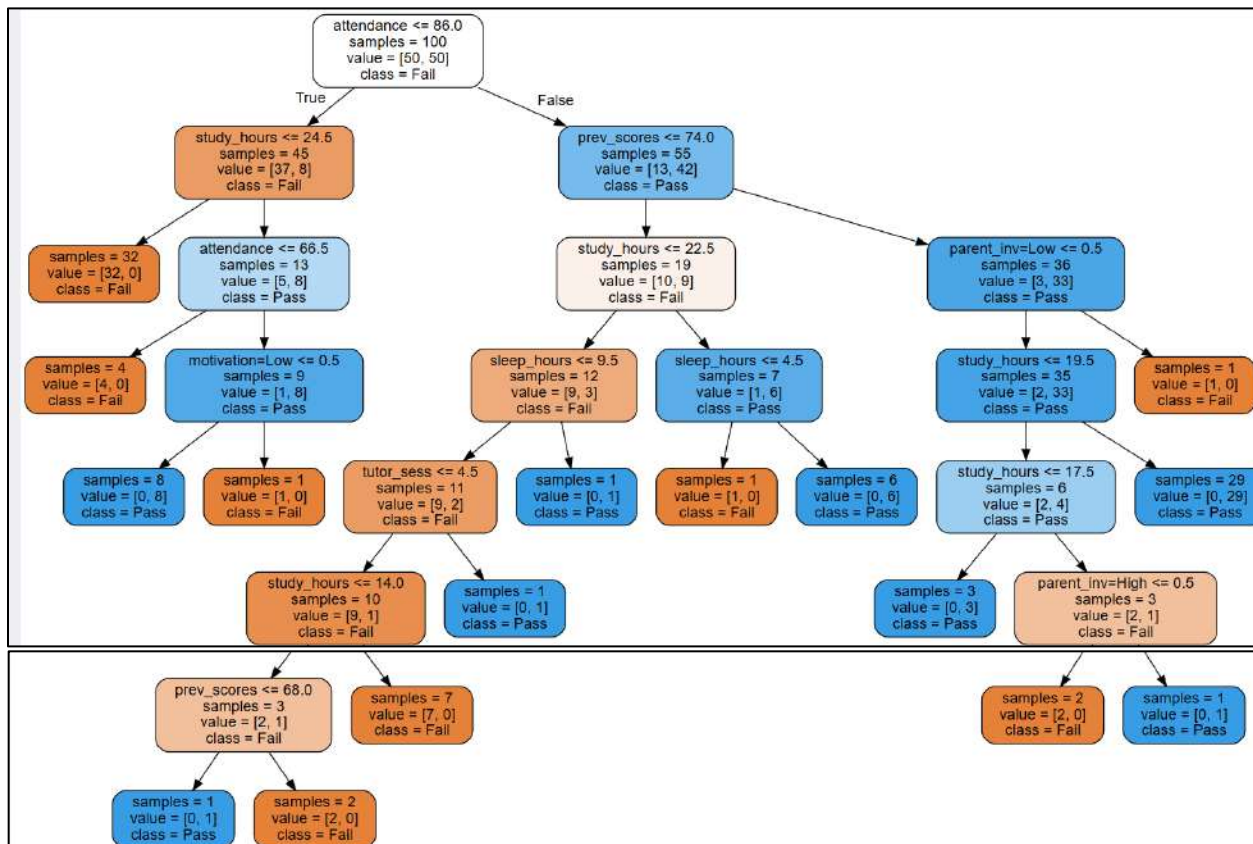 attendance <= 86.0
samples = 100
value = [50, 50]
class = Fail
True
False
study_hours <= 24.5
samples = 45
value = [37, 8]
class = Fail
prev_scores <= 74.0
samples = 55
value = [13, 42]
class = Pass
samples = 32
value = [32, 0]
class = Fail
attendance <= 66.5
samples = 13
value = [5, 8]
class = Pass
study_hours <= 22.5
samples = 19
value = [10, 9]
class = Fail
parent_inv=Low <= 0.5
samples = 36
value = [3, 33]
class = Pass
samples = 4
value = [4, 0]
class = Fail
motivation=Low <= 0.5
samples = 9
value = [1, 8]
class = Pass
sleep_hours <= 9.5
samples = 12
value = [9, 3]
class = Fail
sleep_hours <= 4.5
samples = 7
value = [1, 6]
class = Pass
study_hours <= 19.5
samples = 35
value = [2, 33]
class = Pass
samples = 1
value = [1, 0]
class = Fail
samples = 8
value = [0, 8]
class = Pass
samples = 1
value = [1, 0]
class = Fail
tutor_sess <= 4.5
samples = 11
value = [9, 2]
class = Fail
samples = 1
value = [0, 1]
class = Pass
samples = 1
value = [1, 0]
class = Fail
samples = 6
value = [0, 6]
class = Pass
study_hours <= 17.5
samples = 6
value = [2, 4]
class = Pass
samples = 29
value = [0, 29]
class = Pass
study_hours <= 14.0
samples = 10
value = [9, 1]
class = Fail
samples = 1
value = [0, 1]
class = Pass
samples = 3
value = [0, 3]
class = Pass
parent_inv=High <= 0.5
samples = 3
value = [2, 1]
class = Fail
prev_scores <= 68.0
samples = 3
value = [2, 1]
class = Fail
samples = 7
value = [7, 0]
class = Fail
samples = 2
value = [2, 0]
class = Fail
samples = 1
value = [0, 1]
class = Pass
samples = 1
value = [0, 1]
class = Pass
samples = 2
value = [2, 0]
class = Fail